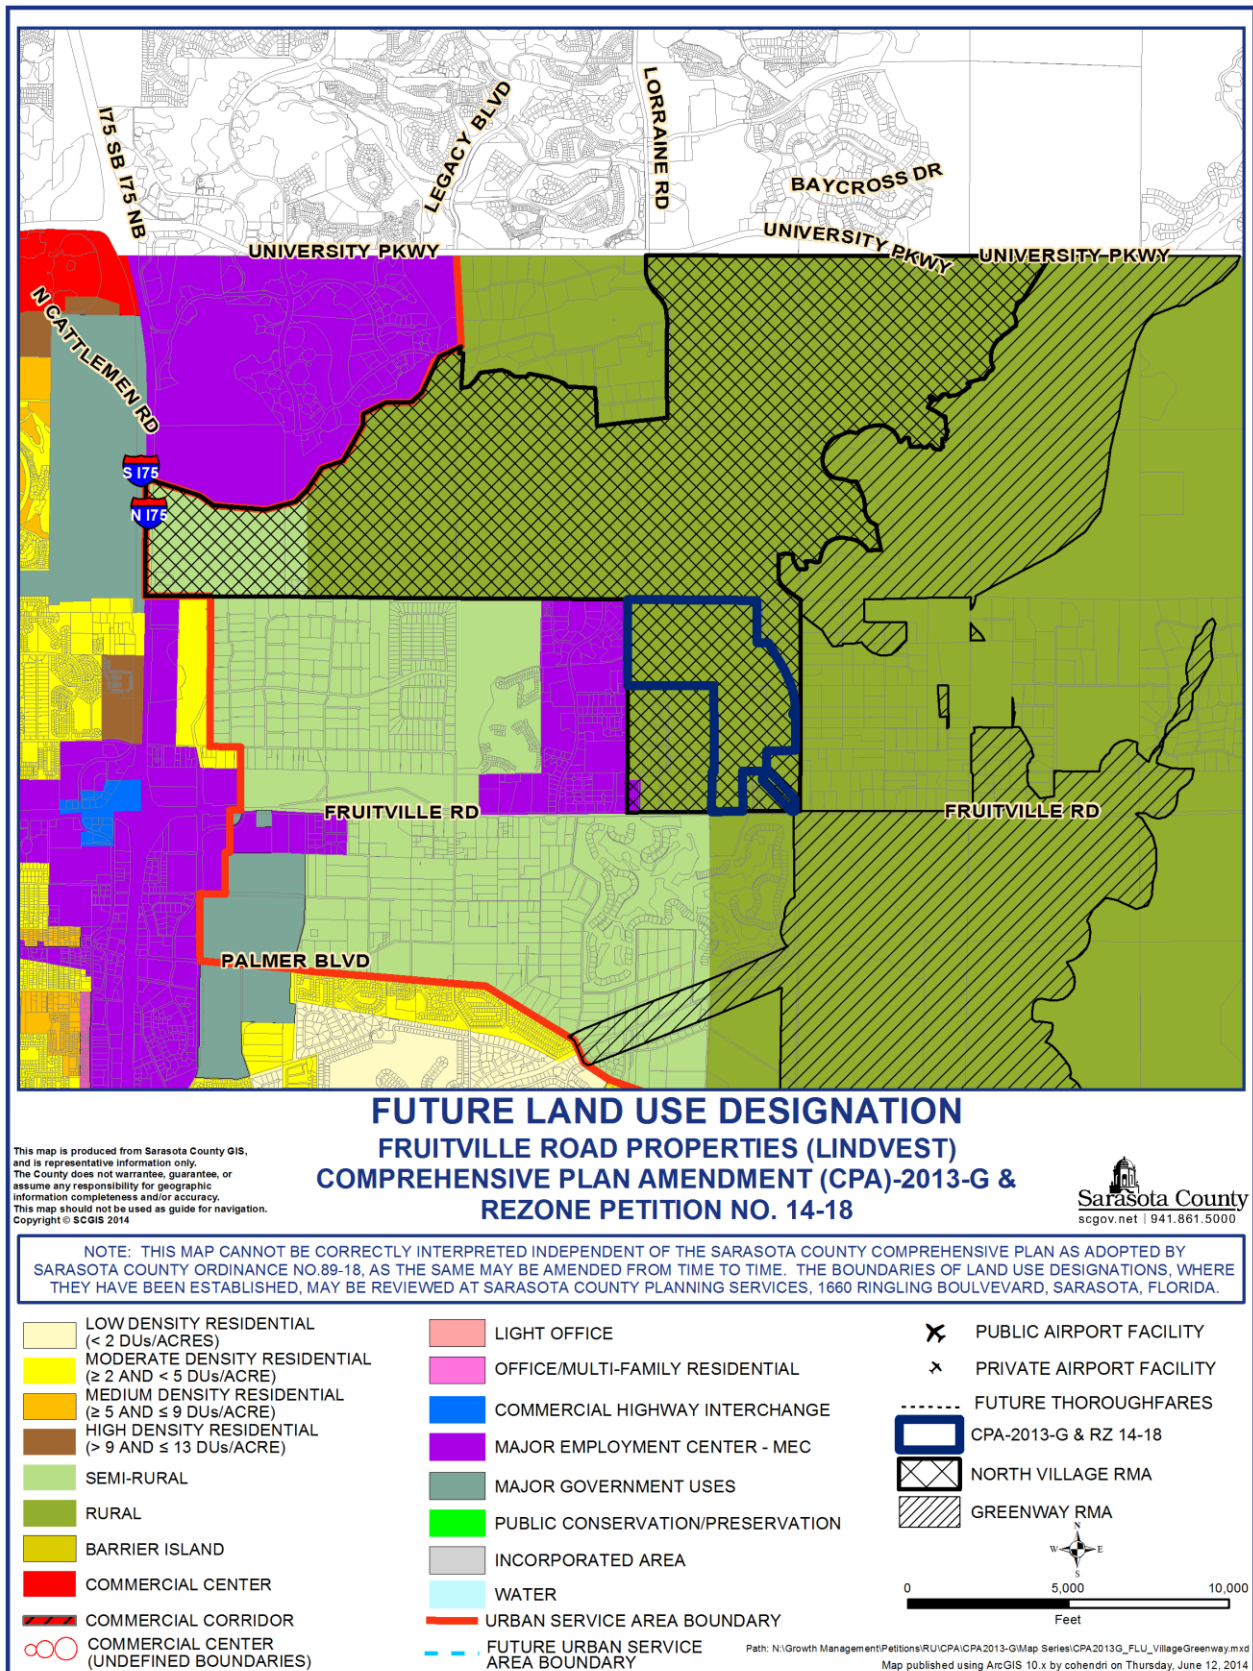 I75 SB I75 NB
LEGACY BLVD
LORRAINE RD
BAYCROSS DR
UNIVERSITY PKWY
UNIVERSITY PKWY
UNIVERSITY PKWY
N CATTLEMEN RD
S I75
N I75
FRUITVILLE RD
FRUITVILLE RD
PALMER BLVD
FUTURE LAND USE DESIGNATION
FRUITVILLE ROAD PROPERTIES (LINDVEST)
COMPREHENSIVE PLAN AMENDMENT (CPA)-2013-G &
REZONE PETITION NO. 14-18
This map is produced from Sarasota County GIS,
and is representative information only.
The County does not warrantee, guarantee, or
assume any responsibility for geographic
information completeness and/or accuracy.
This map should not be used as guide for navigation.
Copyright © SCGIS 2014
Sarasota County
scgov.net | 941.861.5000
NOTE: THIS MAP CANNOT BE CORRECTLY INTERPRETED INDEPENDENT OF THE SARASOTA COUNTY COMPREHENSIVE PLAN AS ADOPTED BY
SARASOTA COUNTY ORDINANCE NO.89-18, AS THE SAME MAY BE AMENDED FROM TIME TO TIME. THE BOUNDARIES OF LAND USE DESIGNATIONS, WHERE
THEY HAVE BEEN ESTABLISHED, MAY BE REVIEWED AT SARASOTA COUNTY PLANNING SERVICES, 1660 RINGLING BOULVEVARD, SARASOTA, FLORIDA.
LOW DENSITY RESIDENTIAL
(< 2 DUs/ACRES)
MODERATE DENSITY RESIDENTIAL
(≥ 2 AND < 5 DUs/ACRE)
MEDIUM DENSITY RESIDENTIAL
(≥ 5 AND ≤ 9 DUs/ACRE)
HIGH DENSITY RESIDENTIAL
(> 9 AND ≤ 13 DUs/ACRE)
SEMI-RURAL
RURAL
BARRIER ISLAND
COMMERCIAL CENTER
COMMERCIAL CORRIDOR
COMMERCIAL CENTER
(UNDEFINED BOUNDARIES)
LIGHT OFFICE
OFFICE/MULTI-FAMILY RESIDENTIAL
COMMERCIAL HIGHWAY INTERCHANGE
MAJOR EMPLOYMENT CENTER - MEC
MAJOR GOVERNMENT USES
PUBLIC CONSERVATION/PRESERVATION
INCORPORATED AREA
WATER
URBAN SERVICE AREA BOUNDARY
FUTURE URBAN SERVICE
AREA BOUNDARY
PUBLIC AIRPORT FACILITY
PRIVATE AIRPORT FACILITY
FUTURE THOROUGHFARES
CPA-2013-G & RZ 14-18
NORTH VILLAGE RMA
GREENWAY RMA
N
W E
S
0 5,000 10,000
Feet
Path: N:\Growth Management\Petitions\RU\CPA\CPA2013-G\Map Series\CPA2013G_FLU_VillageGreenway.mxd
Map published using ArcGIS 10.x by cohendri on Thursday, June 12, 2014